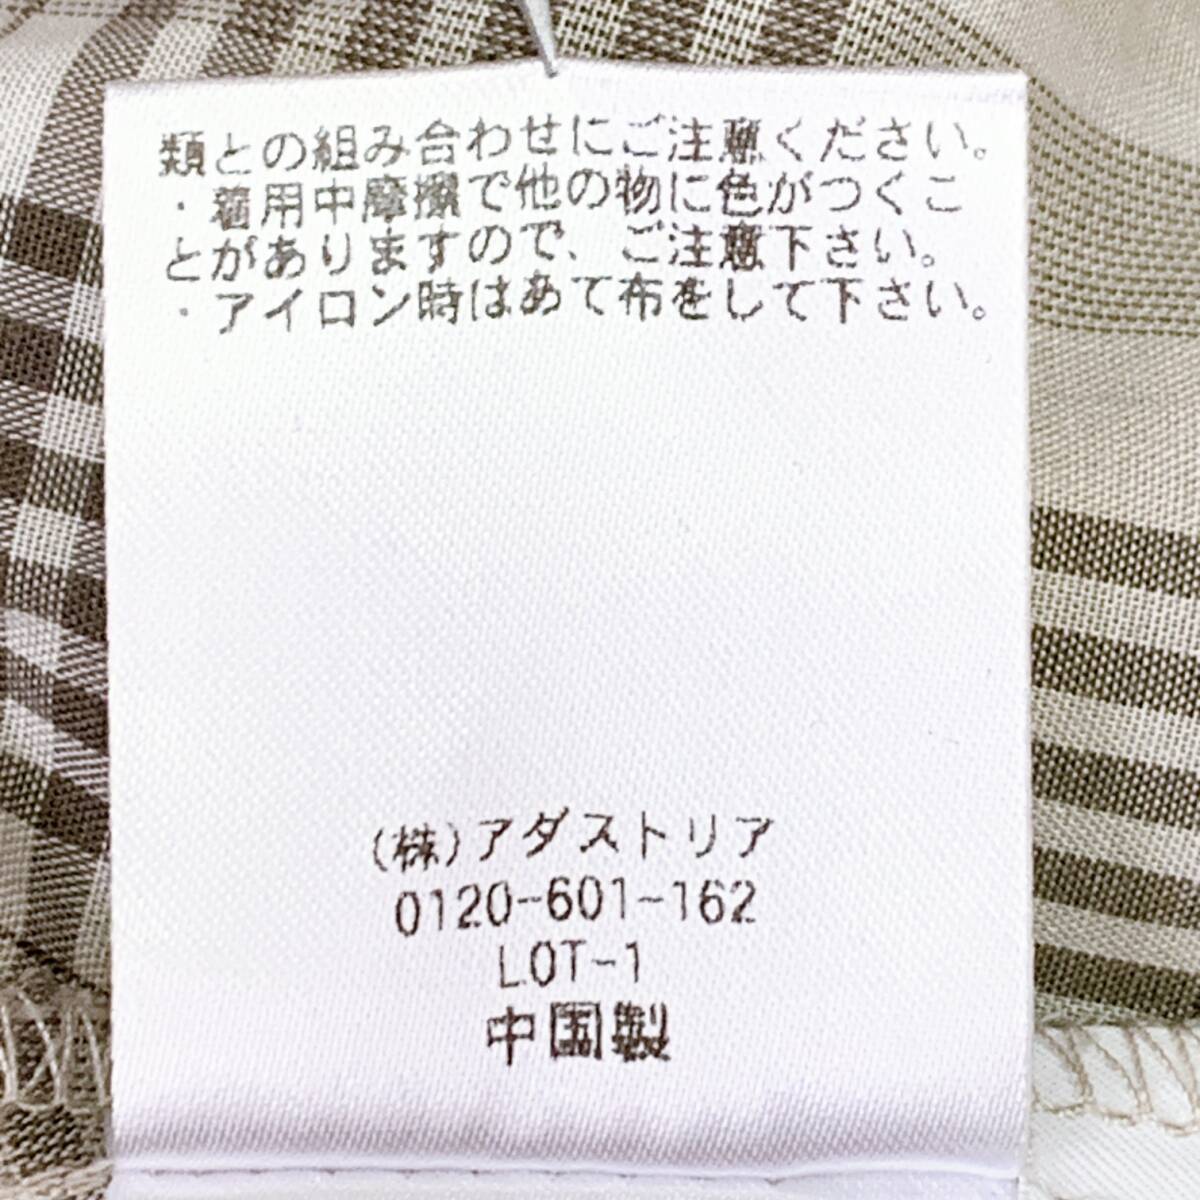 類との組み合わせにご注意ください。
・着用中摩擦で他の物に色がつくこ
とがありますので、ご注意下さい。
・アイロン時はあて布をして下さい。
(株)アダストリア
0120-601-162
LOT-1
中国製